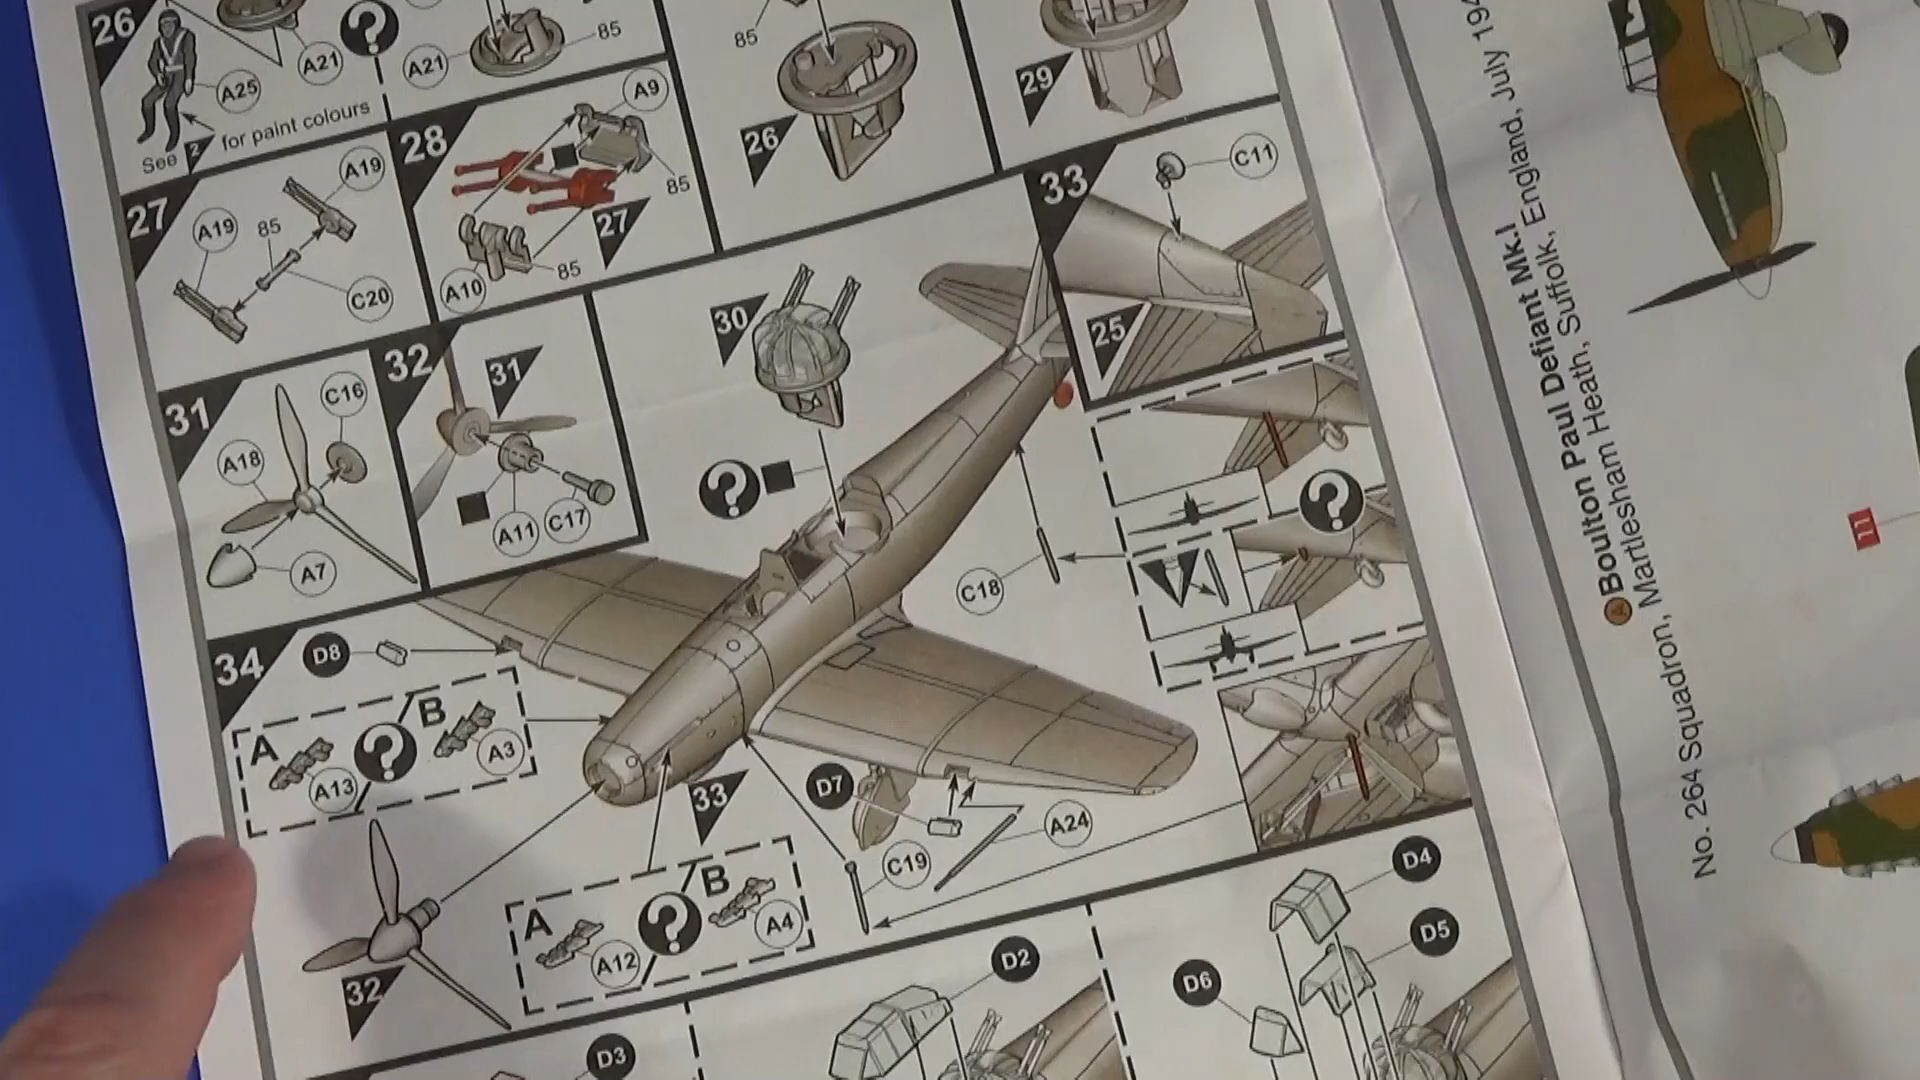 26
A21
A25
?
See 2 for paint colours
A21
85
85
26
29
27
A19
A19
85
C20
28
A9
85
27
A10
85
33
C11
25
31
C16
A18
A7
32
31
A11
C17
30
?
C18
?
34
D8
A
?
B
A13
A3
33
D7
A24
C19
32
A
?
B
A12
A4
D2
D3
D4
D5
D6
A Boulton Paul Defiant Mk.I
No. 264 Squadron, Martlesham Heath, Suffolk, England, July
11